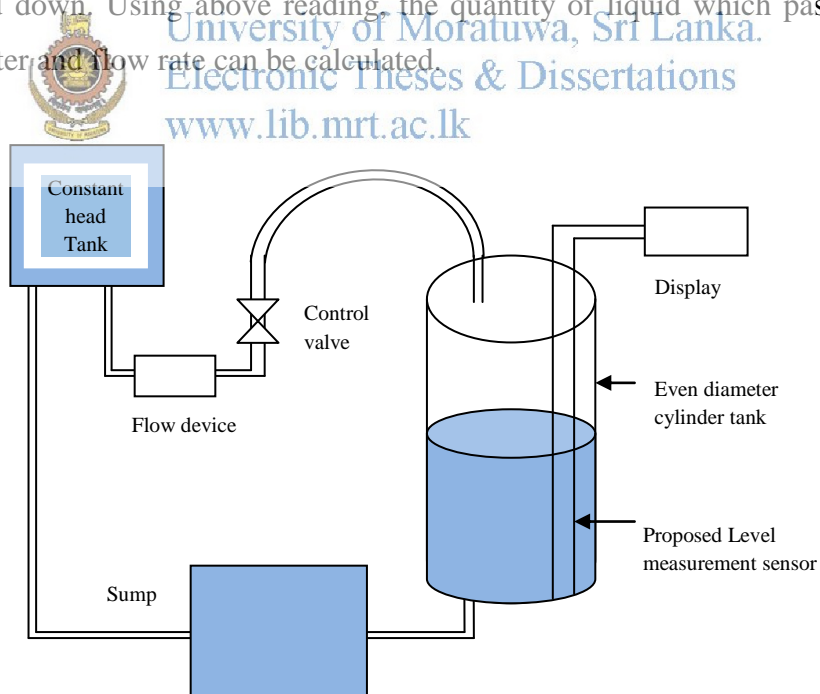 d down. Using above reading, the quantity of liquid which pas
ter and flow rate can be calculated.
University of Moratuwa, Sri Lanka.
Electronic Theses & Dissertations
www.lib.mrt.ac.lk
Constant
head
Tank
Control
valve
Display
Flow device
Even diameter
cylinder tank
Proposed Level
measurement sensor
Sump